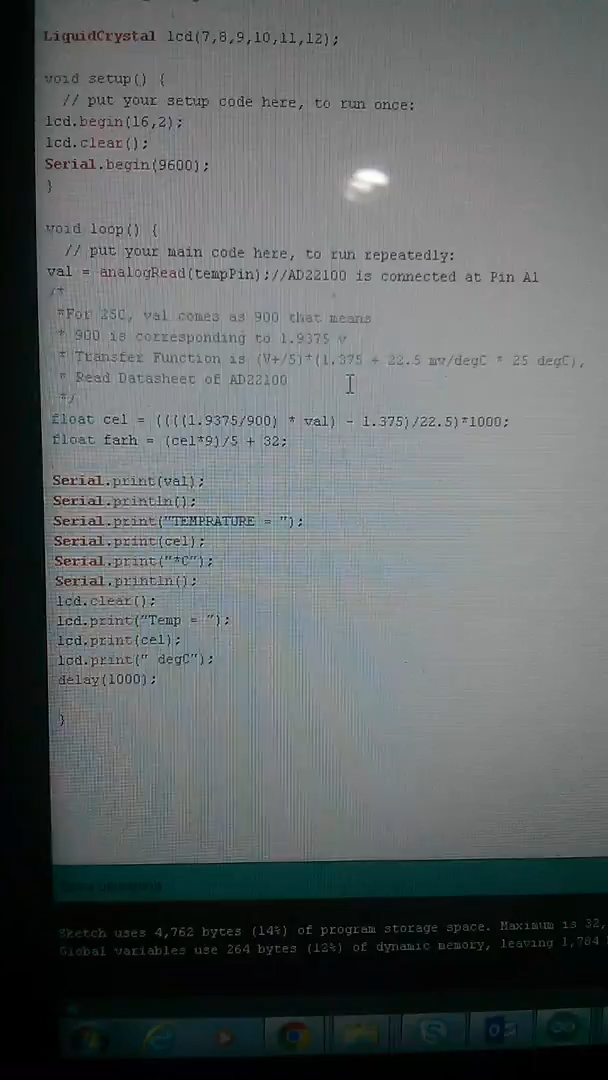 LiquidCrystal lcd(7,8,9,10,11,12);
void setup() {
// put your setup code here, to run once:
lcd.begin(16,2);
lcd.clear();
Serial.begin(9600);
}
void loop() {
// put your main code here, to run repeatedly:
val = analogRead(tempPin);//AD22100 is connected at Pin A1
/*
*For 25C, val comes as 900 that means
* 900 is corresponding to 1.9375 v
* Transfer Function is (V+/5)*(1.375 + 22.5 mv/degC * 25 degC),
* Read Datasheet of AD22100
*/
float cel = ((((1.9375/900) * val) - 1.375)/22.5)*1000;
float farh = (cel*9)/5 + 32;
Serial.print(val);
Serial.println();
Serial.print("TEMPRATURE = ");
Serial.print(cel);
Serial.print("*C");
Serial.println();
lcd.clear();
lcd.print("Temp = ");
lcd.print(cel);
lcd.print(" degC");
delay(1000);
}
Sketch uses 4,762 bytes (14%) of program storage space. Maximum is 32,
Global variables use 264 bytes (12%) of dynamic memory, leaving 1,784